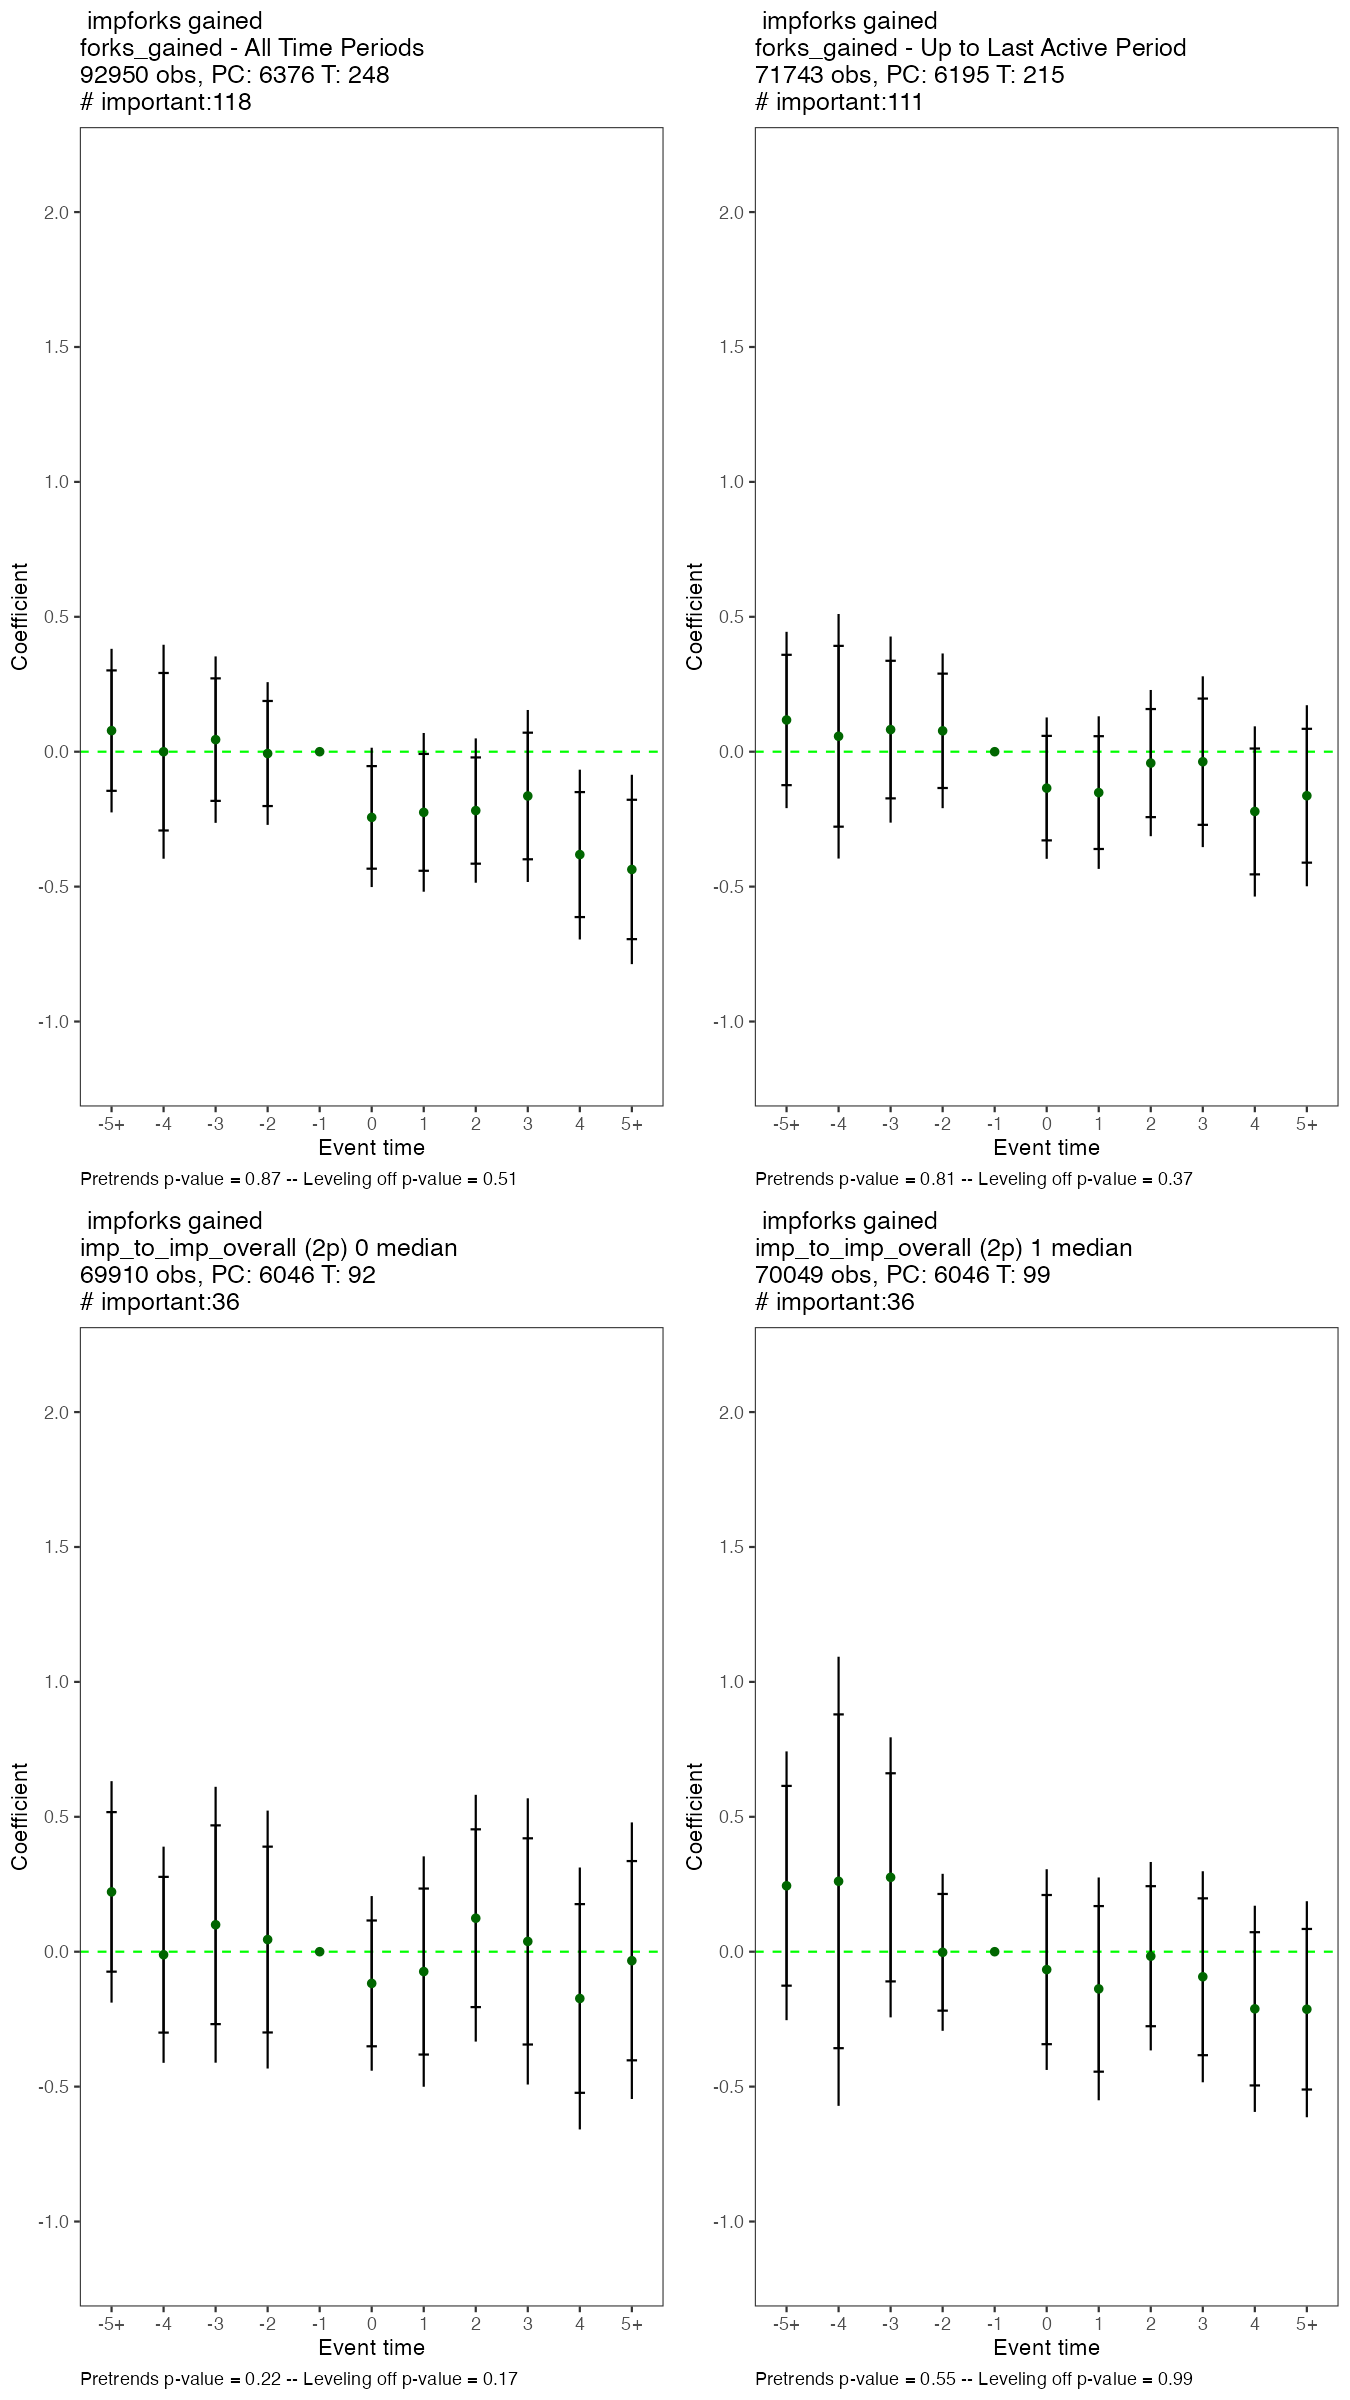 impforks gained
forks_gained - All Time Periods
92950 obs, PC: 6376 T: 248
# important:118
2.0
1.5
1.0
0.5
0.0
-0.5
-1.0
Coefficient
-5+ -4 -3 -2 -1 0 1 2 3 4 5+
Event time
Pretrends p-value = 0.87 -- Leveling off p-value = 0.51
impforks gained
forks_gained - Up to Last Active Period
71743 obs, PC: 6195 T: 215
# important:111
2.0
1.5
1.0
0.5
0.0
-0.5
-1.0
Coefficient
-5+ -4 -3 -2 -1 0 1 2 3 4 5+
Event time
Pretrends p-value = 0.81 -- Leveling off p-value = 0.37
impforks gained
imp_to_imp_overall (2p) 0 median
69910 obs, PC: 6046 T: 92
# important:36
2.0
1.5
1.0
0.5
0.0
-0.5
-1.0
Coefficient
-5+ -4 -3 -2 -1 0 1 2 3 4 5+
Event time
Pretrends p-value = 0.22 -- Leveling off p-value = 0.17
impforks gained
imp_to_imp_overall (2p) 1 median
70049 obs, PC: 6046 T: 99
# important:36
2.0
1.5
1.0
0.5
0.0
-0.5
-1.0
Coefficient
-5+ -4 -3 -2 -1 0 1 2 3 4 5+
Event time
Pretrends p-value = 0.55 -- Leveling off p-value = 0.99